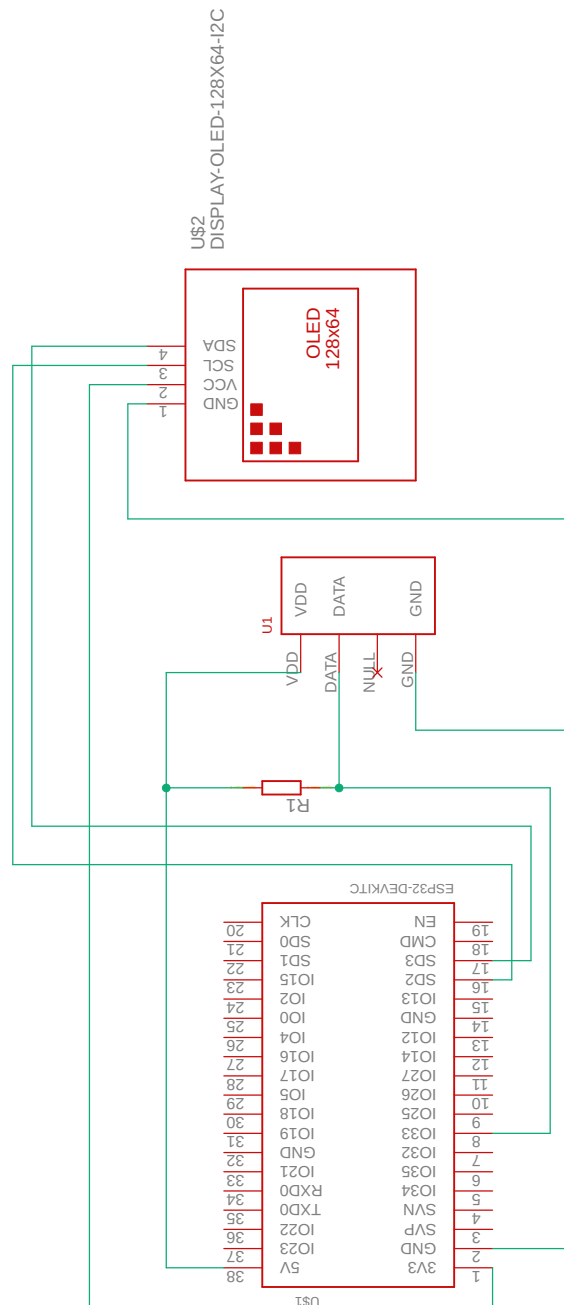 U$2
DISPLAY-OLED-128X64-I2C
OLED
128x64
SDA
4
SCL
3
VCC
2
GND
1
U1
VDD
DATA
GND
VDD
DATA
NULL
GND
R1
ESP32-DEVKITC
CLK
20
EN
19
SD0
21
CMD
18
SD1
22
SD3
17
IO15
23
SD2
16
IO2
24
IO13
15
IO0
25
GND
14
IO4
26
IO12
13
IO16
27
IO14
12
IO17
28
IO27
11
IO5
29
IO26
10
IO18
30
IO25
9
IO19
31
IO33
8
GND
32
IO32
7
IO21
33
IO35
6
RXD0
34
IO34
5
TXD0
35
SVN
4
IO22
36
SVP
3
IO23
37
GND
2
5V
38
3V3
1
U$1